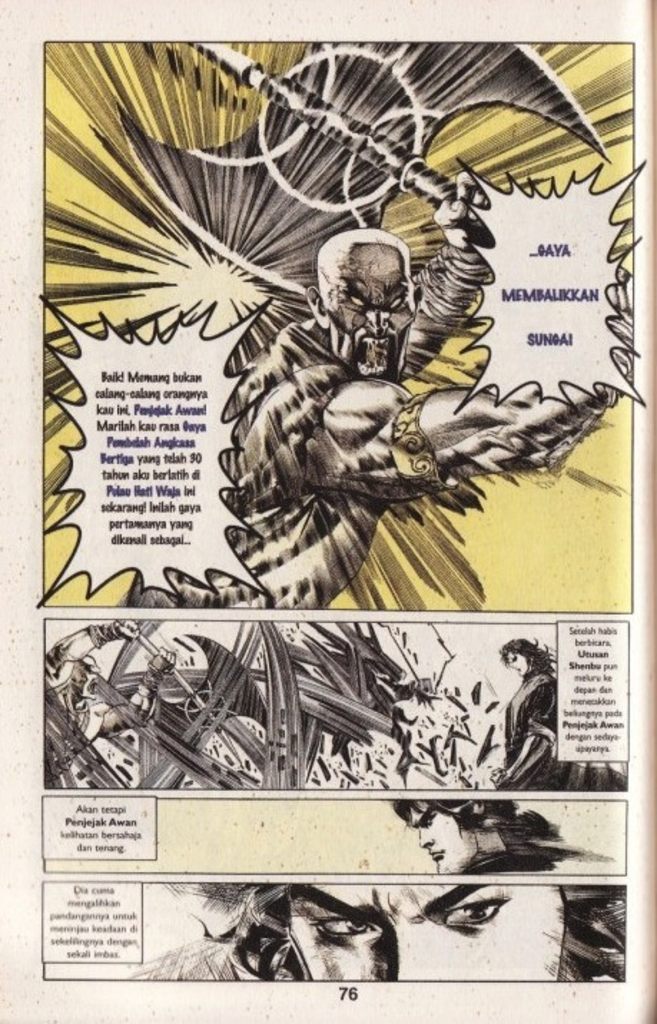 Baik! Memang bukan
calang-calang orangnya
kau ini, Penjejak Awan!
Marilah kau rasa Gaya
Pembelah Angkasa
Bertiga yang telah 30
tahun aku berlatih di
Pulau Hati Waja ini
sekarang! Inilah gaya
pertamanya yang
dikenali sebagai...
...GAYA
MEMBALIKKAN
SUNGAI
Setelah habis
berbicara,
Utusan
Shenbu pun
meluru ke
depan dan
menetakkan
beliungnya pada
Penjejak Awan
dengan sedaya-
upayanya.
Akan tetapi
Penjejak Awan
kelihatan bersahaja
dan tenang.
Dia cuma
mengalihkan
pandangannya untuk
meninjau keadaan di
sekelilingnya dengan
sekali imbas.
76